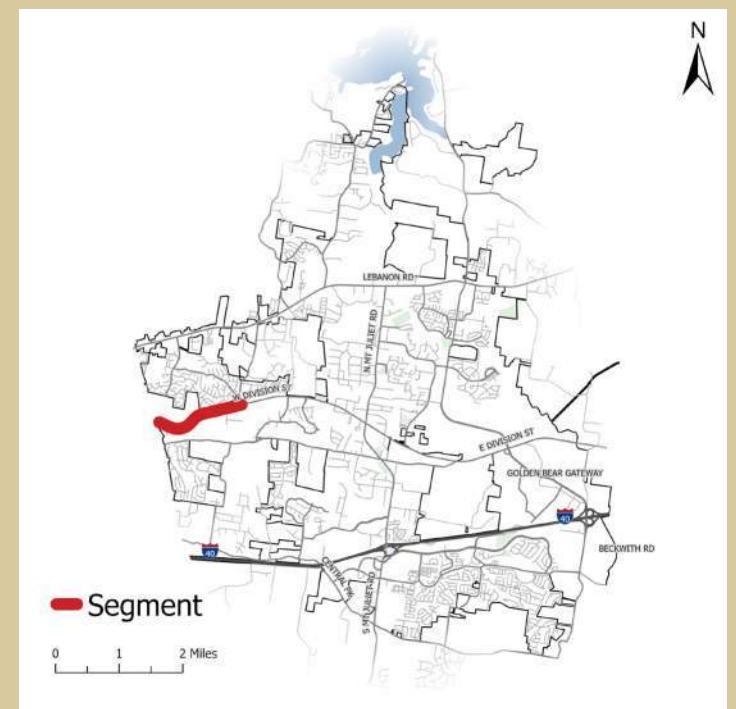 N
LEBANON RD
N MT JULIET RD
W DIVISION ST
E DIVISION ST
GOLDEN BEAR GATEWAY
40
BECKWITH RD
40
CENTRAL PIKE
S MT JULIET RD
Segment
0 1 2 Miles